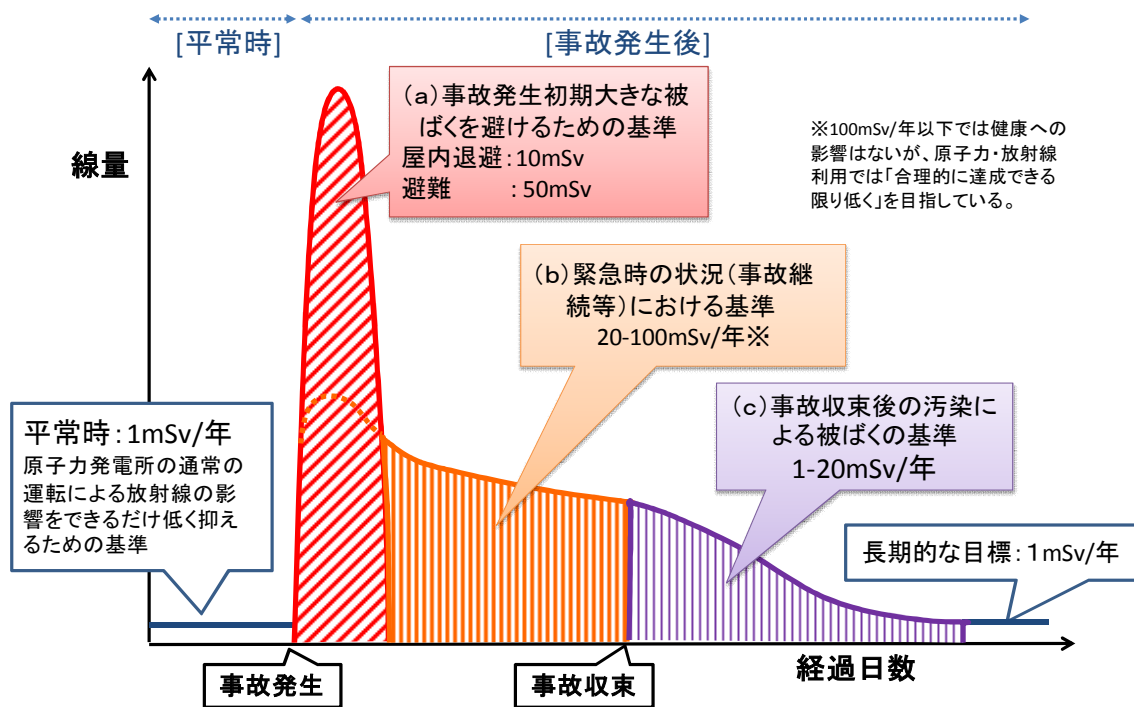 [平常時]
[事故発生後]
線量
(a)事故発生初期大きな被
ばくを避けるための基準
屋内退避:10mSv
避難 :50mSv
※100mSv/年以下では健康への
影響はないが、原子力・放射線
利用では「合理的に達成できる
限り低く」を目指している。
(b)緊急時の状況(事故継
続等)における基準
20-100mSv/年※
(c)事故収束後の汚染に
よる被ばくの基準
1-20mSv/年
平常時:1mSv/年
原子力発電所の通常の
運転による放射線の影
響をできるだけ低く抑え
るための基準
長期的な目標:1mSv/年
経過日数
事故発生
事故収束